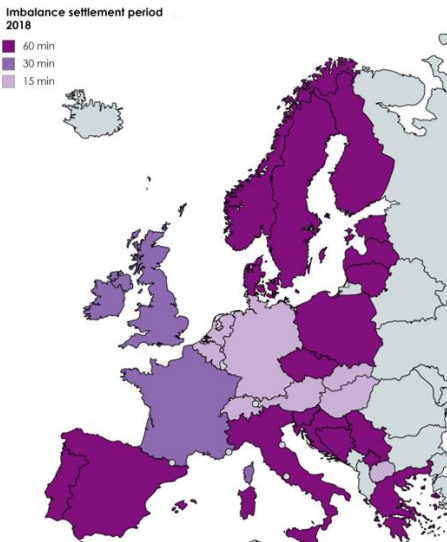 Imbalance settlement period
2018
60 min
30 min
15 min